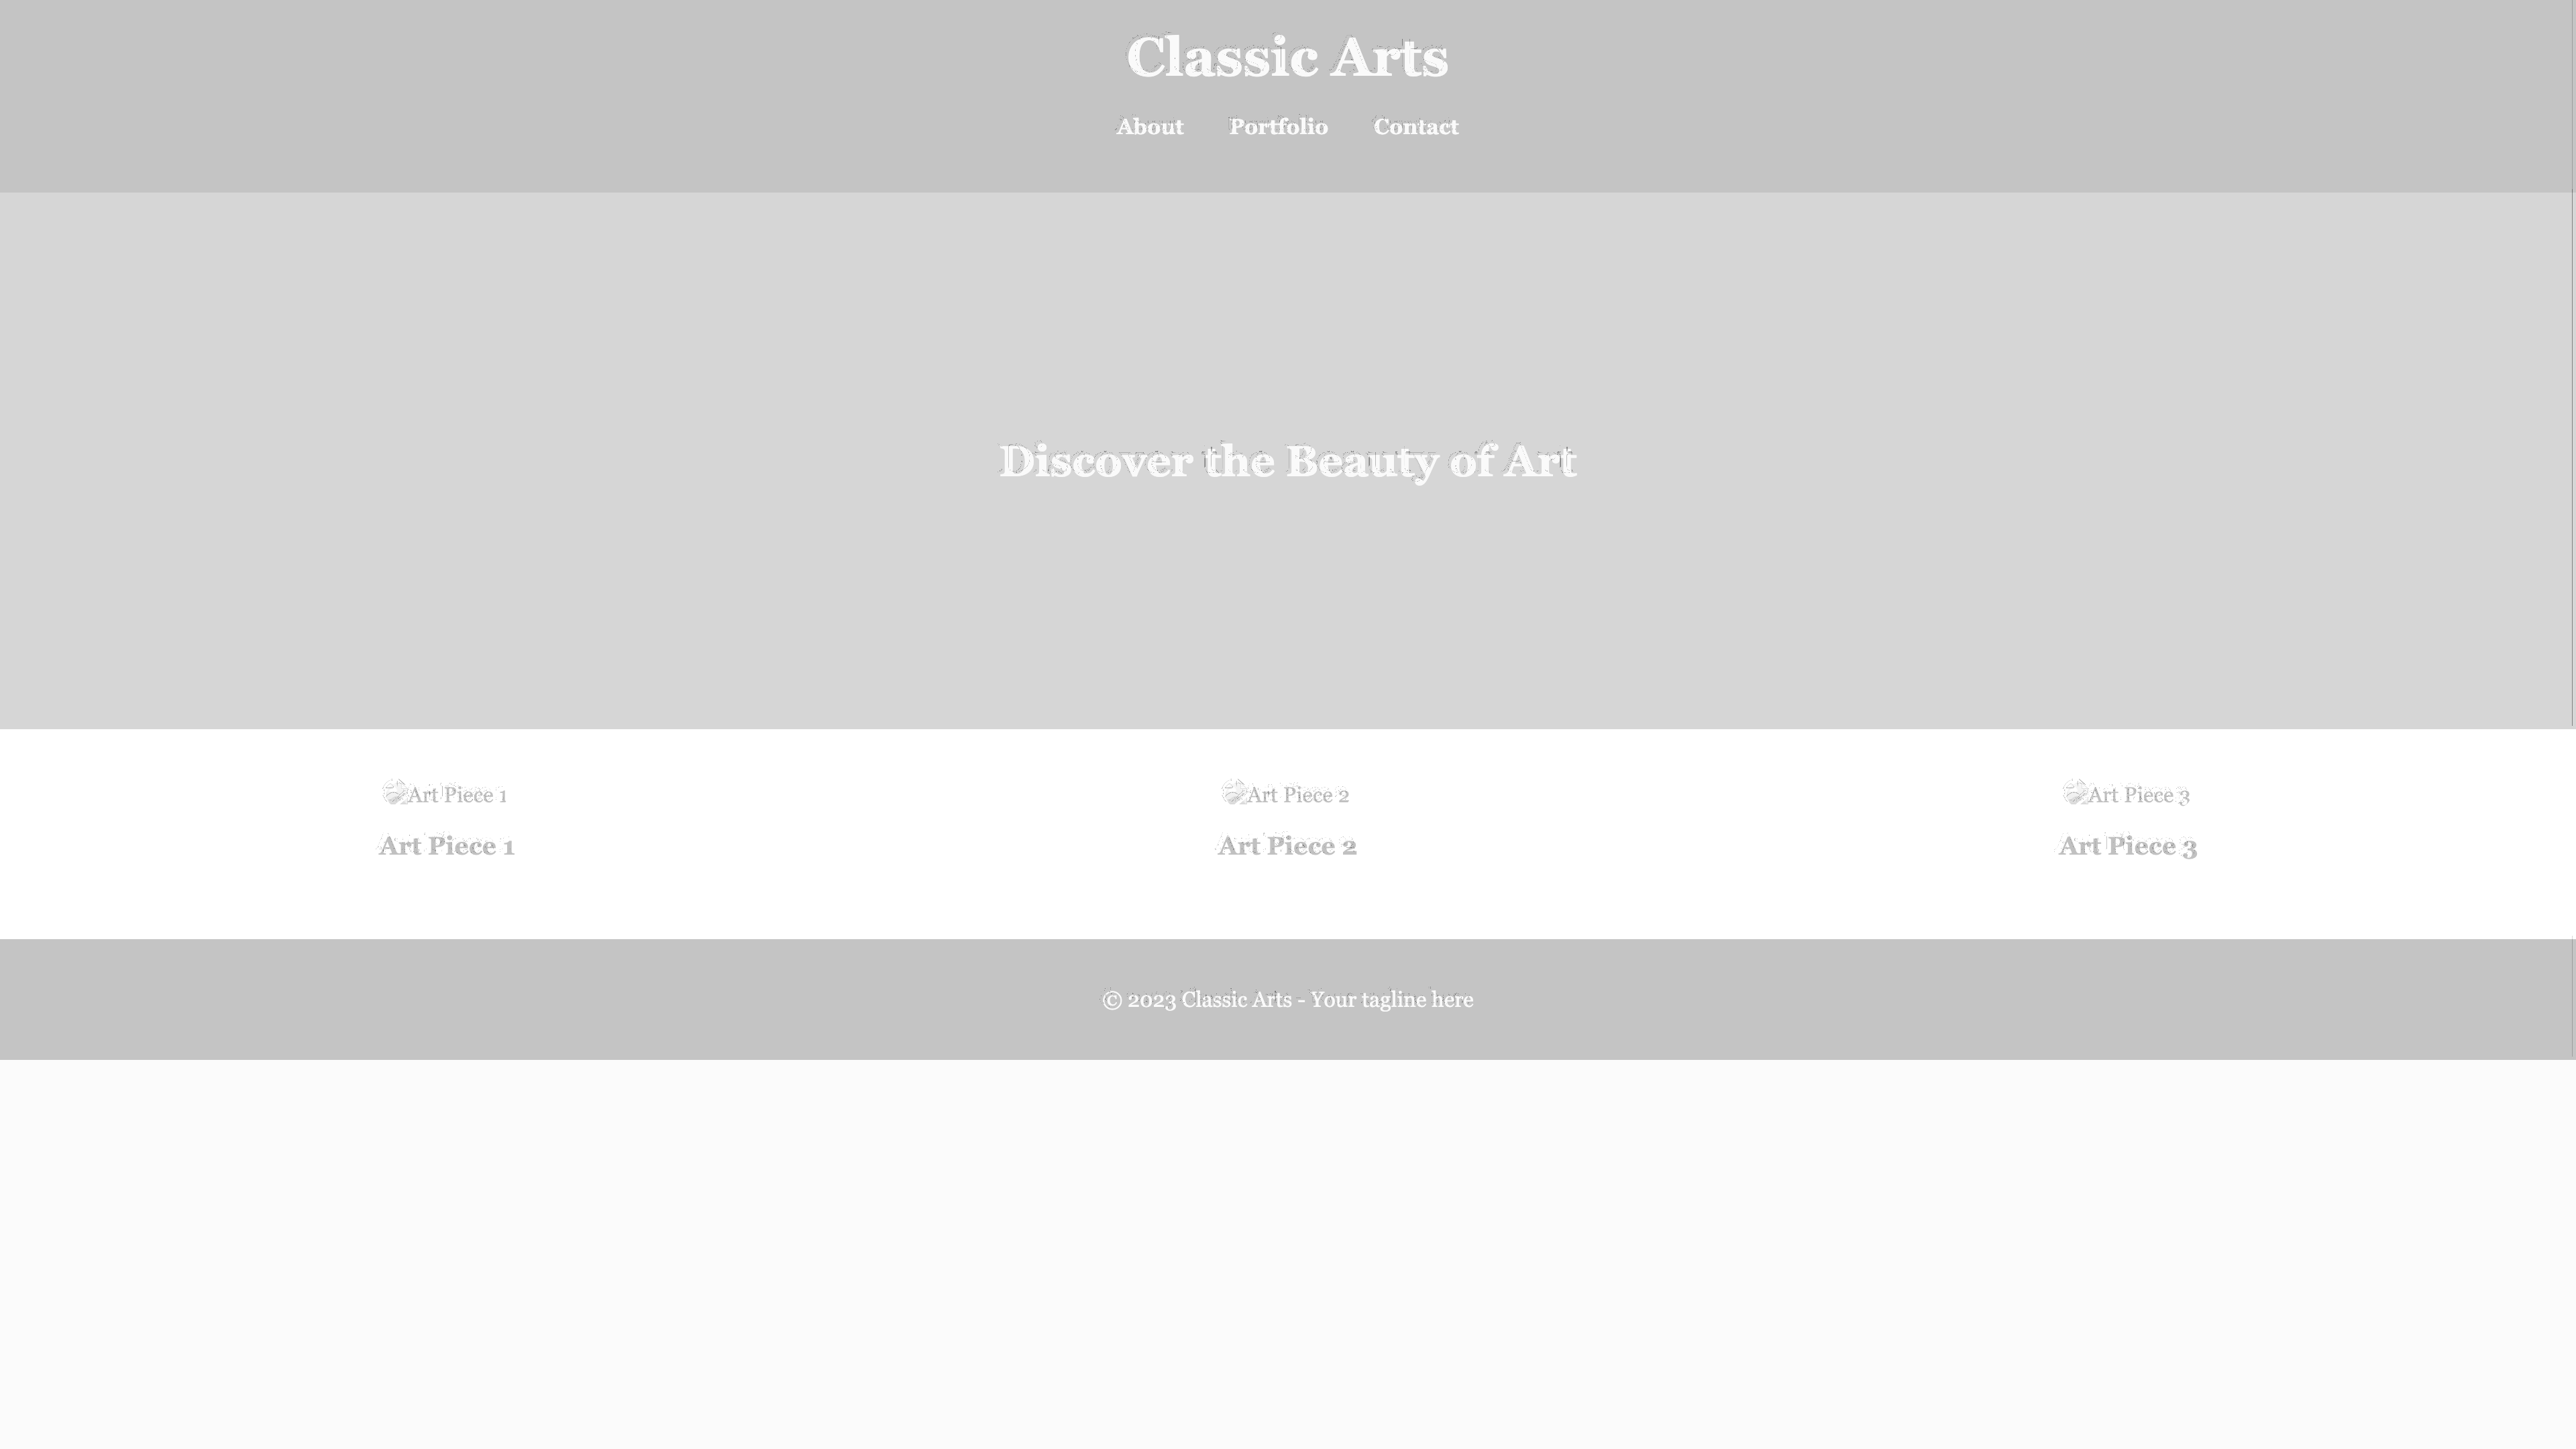 Classic Arts
About Portfolio Contact
Discover the Beauty of Art
Art Piece 1 Art Piece 2 Art Piece 3
Art Piece 1 Art Piece 2 Art Piece 3
© 2023 Classic Arts - Your tagline here